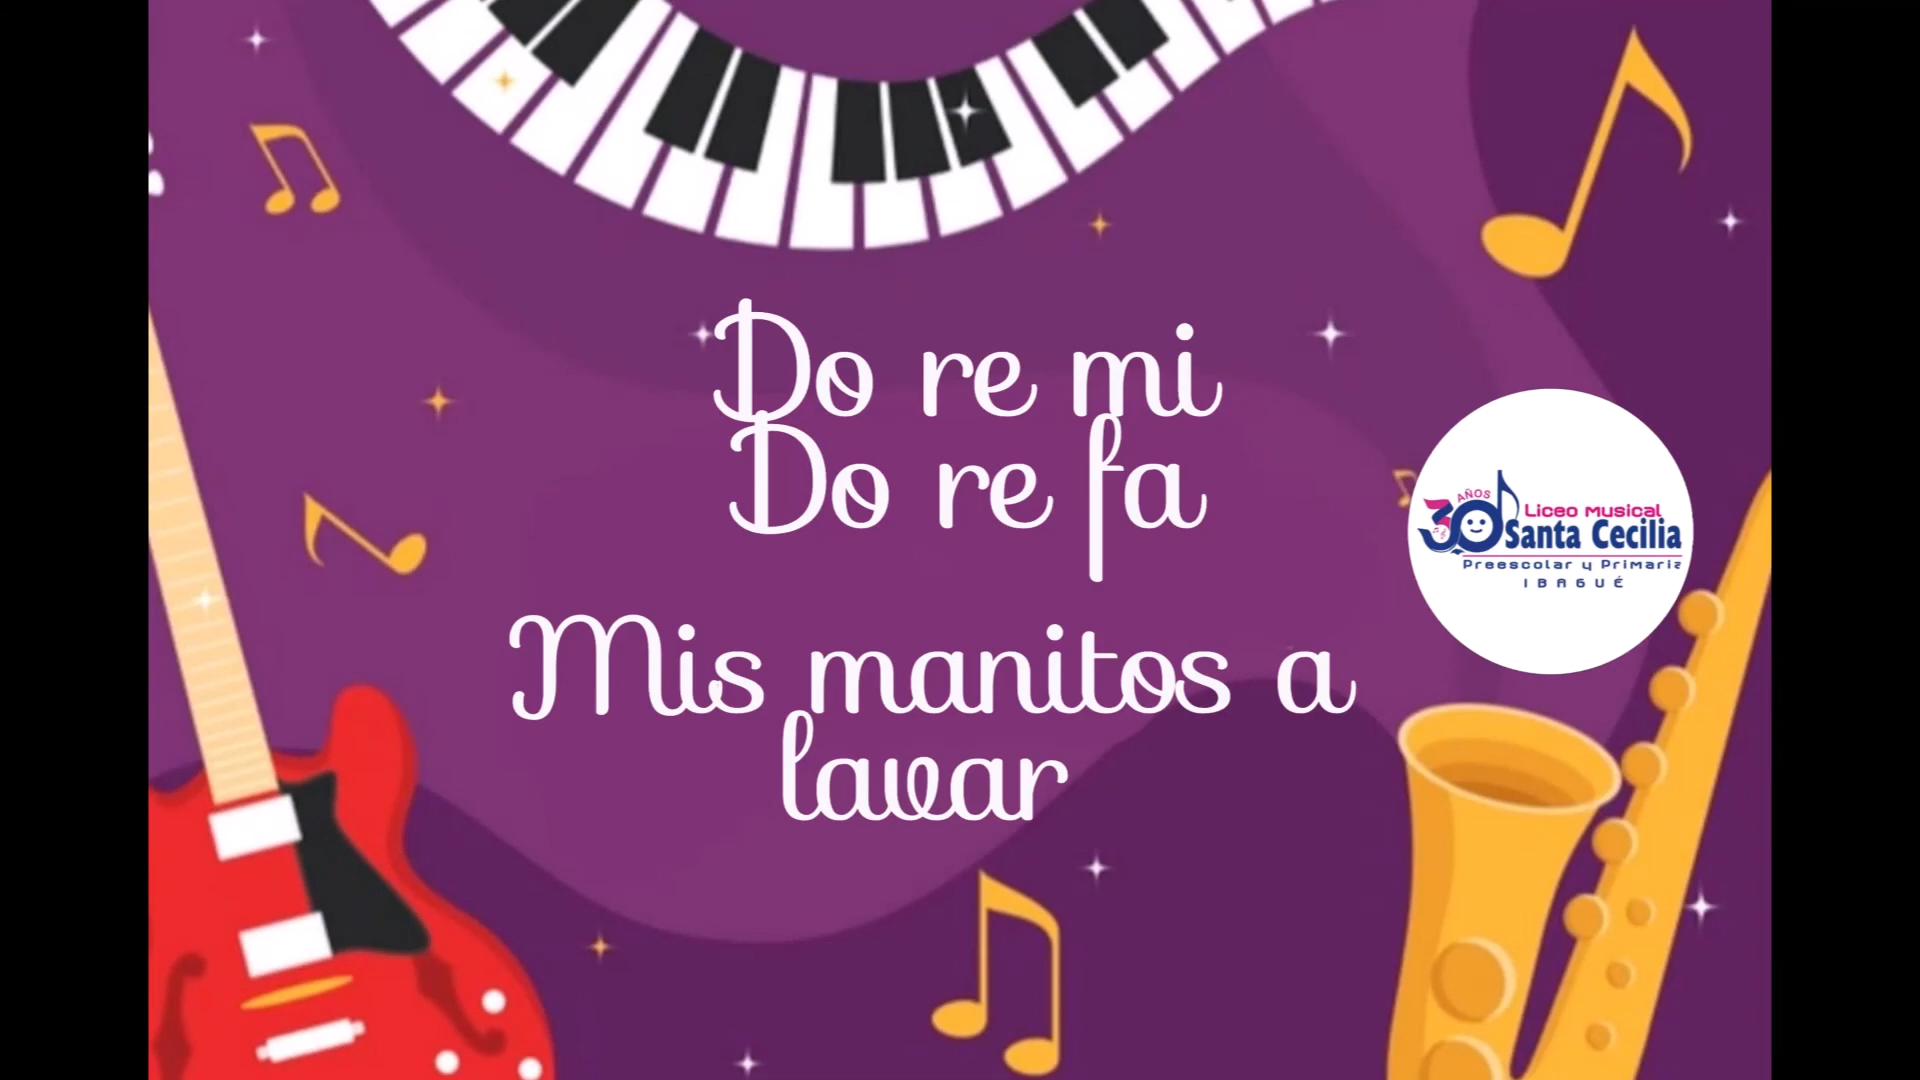 Do re mi
Do re fa
Mis manitos a
lavar
30 AÑOS
Liceo Musical
Santa Cecilia
Preescolar y Primaria
IBAGUÉ